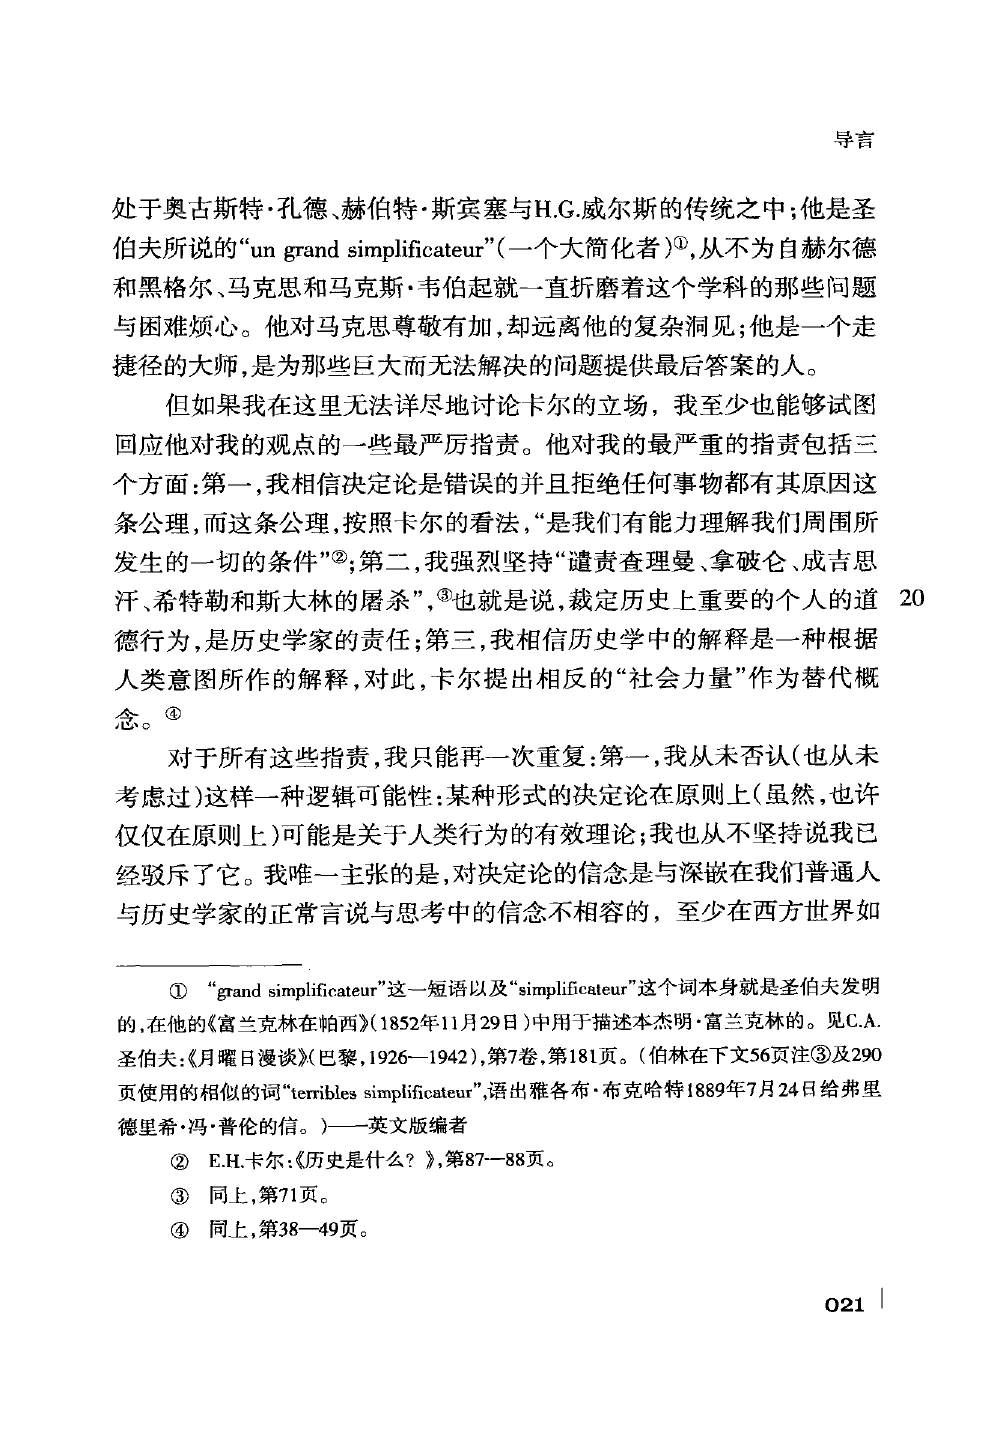 导言
处于奥古斯特·孔德、赫伯特·斯宾塞与H.G.威尔斯的传统之中；他是圣
伯夫所说的“un grand simplificateur”（一个大简化者）①，从不为自赫尔德
和黑格尔、马克思和马克斯·韦伯起就一直折磨着这个学科的那些问题
与困难烦心。他对马克思尊敬有加，却远离他的复杂洞见；他是一个走
捷径的大师，是为那些巨大而无法解决的问题提供最后答案的人。
但如果我在这里无法详尽地讨论卡尔的立场，我至少也能够试图
回应他对我的观点的一些最严厉指责。他对我的最严重的指责包括三
个方面：第一，我相信决定论是错误的并且拒绝任何事物都有其原因这
条公理，而这条公理，按照卡尔的看法，“是我们有能力理解我们周围所
发生的一切的条件”②；第二，我强烈坚持“谴责查理曼、拿破仑、成吉思
汗、希特勒和斯大林的屠杀”，③也就是说，裁定历史上重要的个人的道 20
德行为，是历史学家的责任；第三，我相信历史学中的解释是一种根据
人类意图所作的解释，对此，卡尔提出相反的“社会力量”作为替代概
念。④
对于所有这些指责，我只能再一次重复：第一，我从未否认（也从未
考虑过）这样一种逻辑可能性：某种形式的决定论在原则上（虽然，也许
仅仅在原则上）可能是关于人类行为的有效理论；我也从不坚持说我已
经驳斥了它。我唯一主张的是，对决定论的信念是与深嵌在我们普通人
与历史学家的正常言说与思考中的信念不相容的，至少在西方世界如
① “grand simplificateur”这一短语以及“simplificateur”这个词本身就是圣伯夫发明
的，在他的《富兰克林在帕西》（1852年11月29日）中用于描述本杰明·富兰克林的。见C.A.
圣伯夫：《月曜日漫谈》（巴黎，1926—1942），第7卷，第181页。（伯林在下文56页注③及290
页使用的相似的词“terribles simplificateur”，语出雅各布·布克哈特1889年7月24日给弗里
德里希·冯·普伦的信。）——英文版编者
② E.H.卡尔：《历史是什么？》，第87—88页。
③ 同上，第71页。
④ 同上，第38—49页。
021